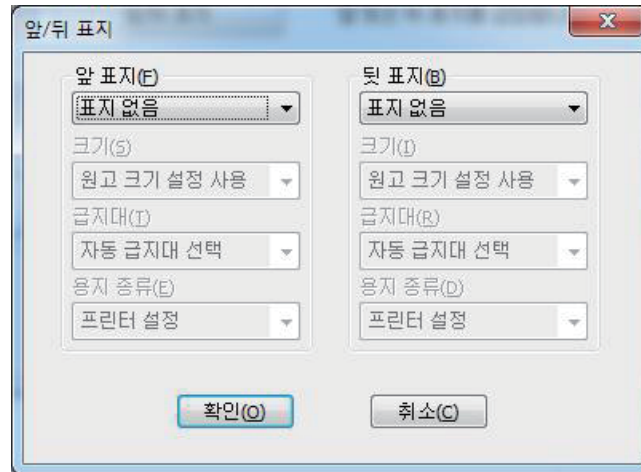 앞/뒤 표지
앞 표지(F)
표지 없음
크기(S)
원고 크기 설정 사용
급지대(T)
자동 급지대 선택
용지 종류(E)
프린터 설정
뒷 표지(B)
표지 없음
크기(I)
원고 크기 설정 사용
급지대(R)
자동 급지대 선택
용지 종류(D)
프린터 설정
확인(O)
취소(C)